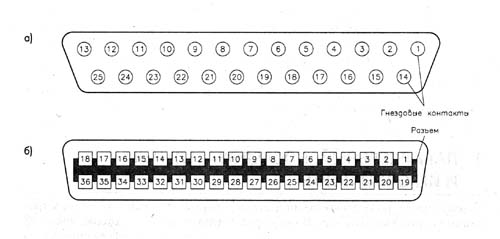 а)
13 12 11 10 9 8 7 6 5 4 3 2 1
25 24 23 22 21 20 19 18 17 16 15 14
Гнездовые контакты
Разъем
б)
18 17 16 15 14 13 12 11 10 9 8 7 6 5 4 3 2 1
36 35 34 33 32 31 30 29 28 27 26 25 24 23 22 21 20 19